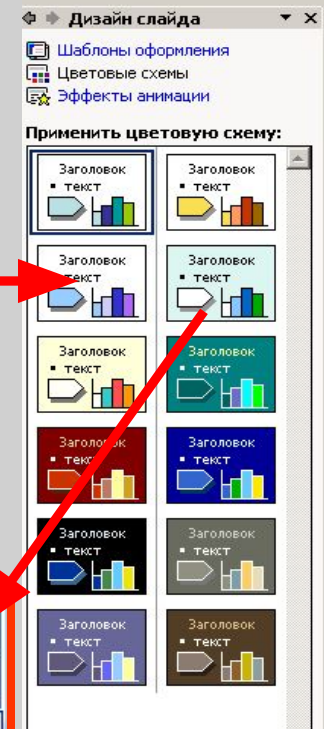 Дизайн слайда
Шаблоны оформления
Цветовые схемы
Эффекты анимации
Применить цветовую схему:
Заголовок
текст
Заголовок
текст
Заголовок
текст
Заголовок
текст
Заголовок
текст
Заголовок
текст
Заголовок
текст
Заголовок
текст
Заголовок
текст
Заголовок
текст
Заголовок
текст
Заголовок
текст